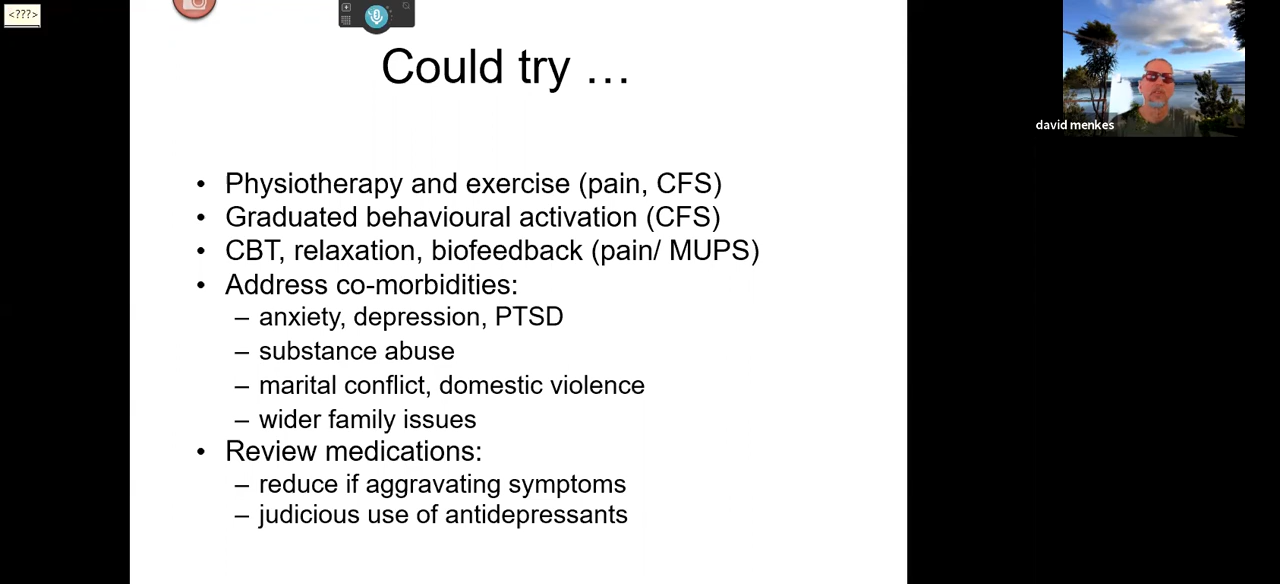 <???>
Could try …
• Physiotherapy and exercise (pain, CFS)
• Graduated behavioural activation (CFS)
• CBT, relaxation, biofeedback (pain/ MUPS)
• Address co-morbidities:
– anxiety, depression, PTSD
– substance abuse
– marital conflict, domestic violence
– wider family issues
• Review medications:
– reduce if aggravating symptoms
– judicious use of antidepressants
david menkes